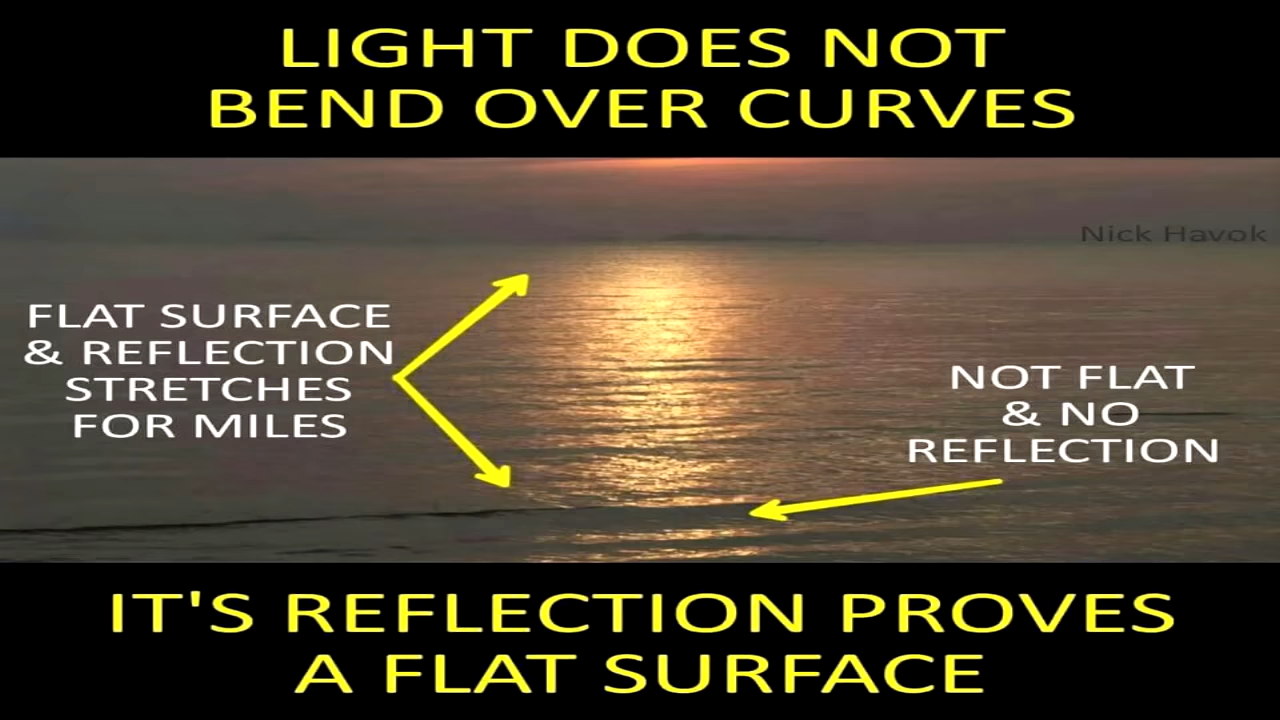 LIGHT DOES NOT
BEND OVER CURVES
Nick Havok
FLAT SURFACE
& REFLECTION
STRETCHES
FOR MILES
NOT FLAT
& NO
REFLECTION
IT'S REFLECTION PROVES
A FLAT SURFACE